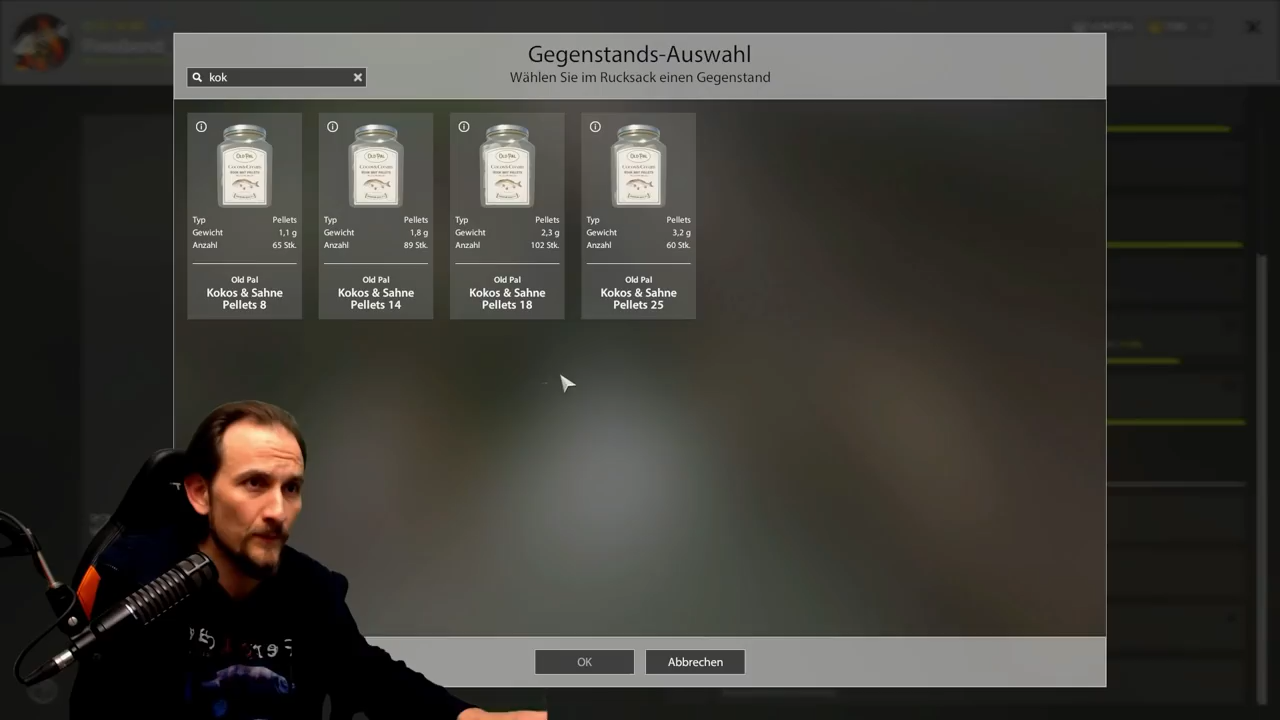 Gegenstands-Auswahl
Wählen Sie im Rucksack einen Gegenstand
kok
Typ Pellets
Gewicht 1,1 g
Anzahl 65 Stk.
Old Pal
Kokos & Sahne
Pellets 8
Typ Pellets
Gewicht 1,8 g
Anzahl 89 Stk.
Old Pal
Kokos & Sahne
Pellets 14
Typ Pellets
Gewicht 2,3 g
Anzahl 102 Stk.
Old Pal
Kokos & Sahne
Pellets 18
Typ Pellets
Gewicht 3,2 g
Anzahl 60 Stk.
Old Pal
Kokos & Sahne
Pellets 25
OK
Abbrechen